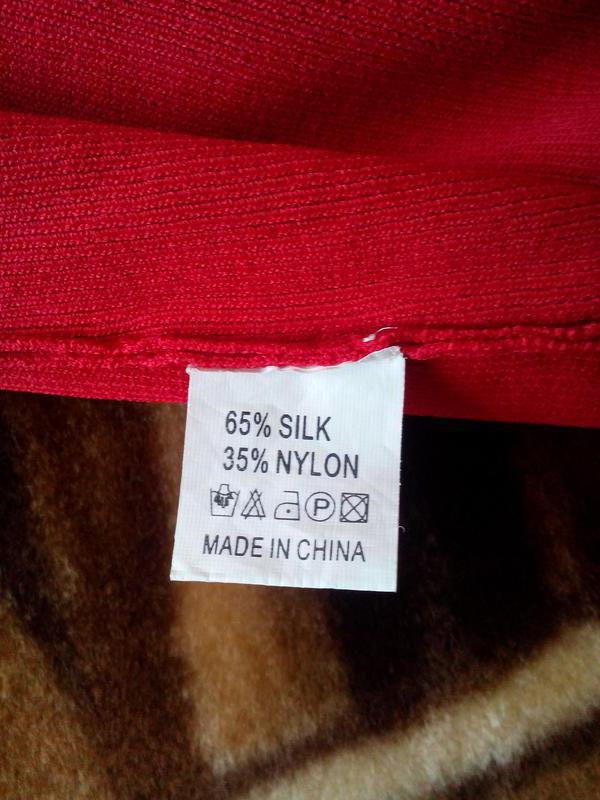 65% SILK
35% NYLON
P
MADE IN CHINA